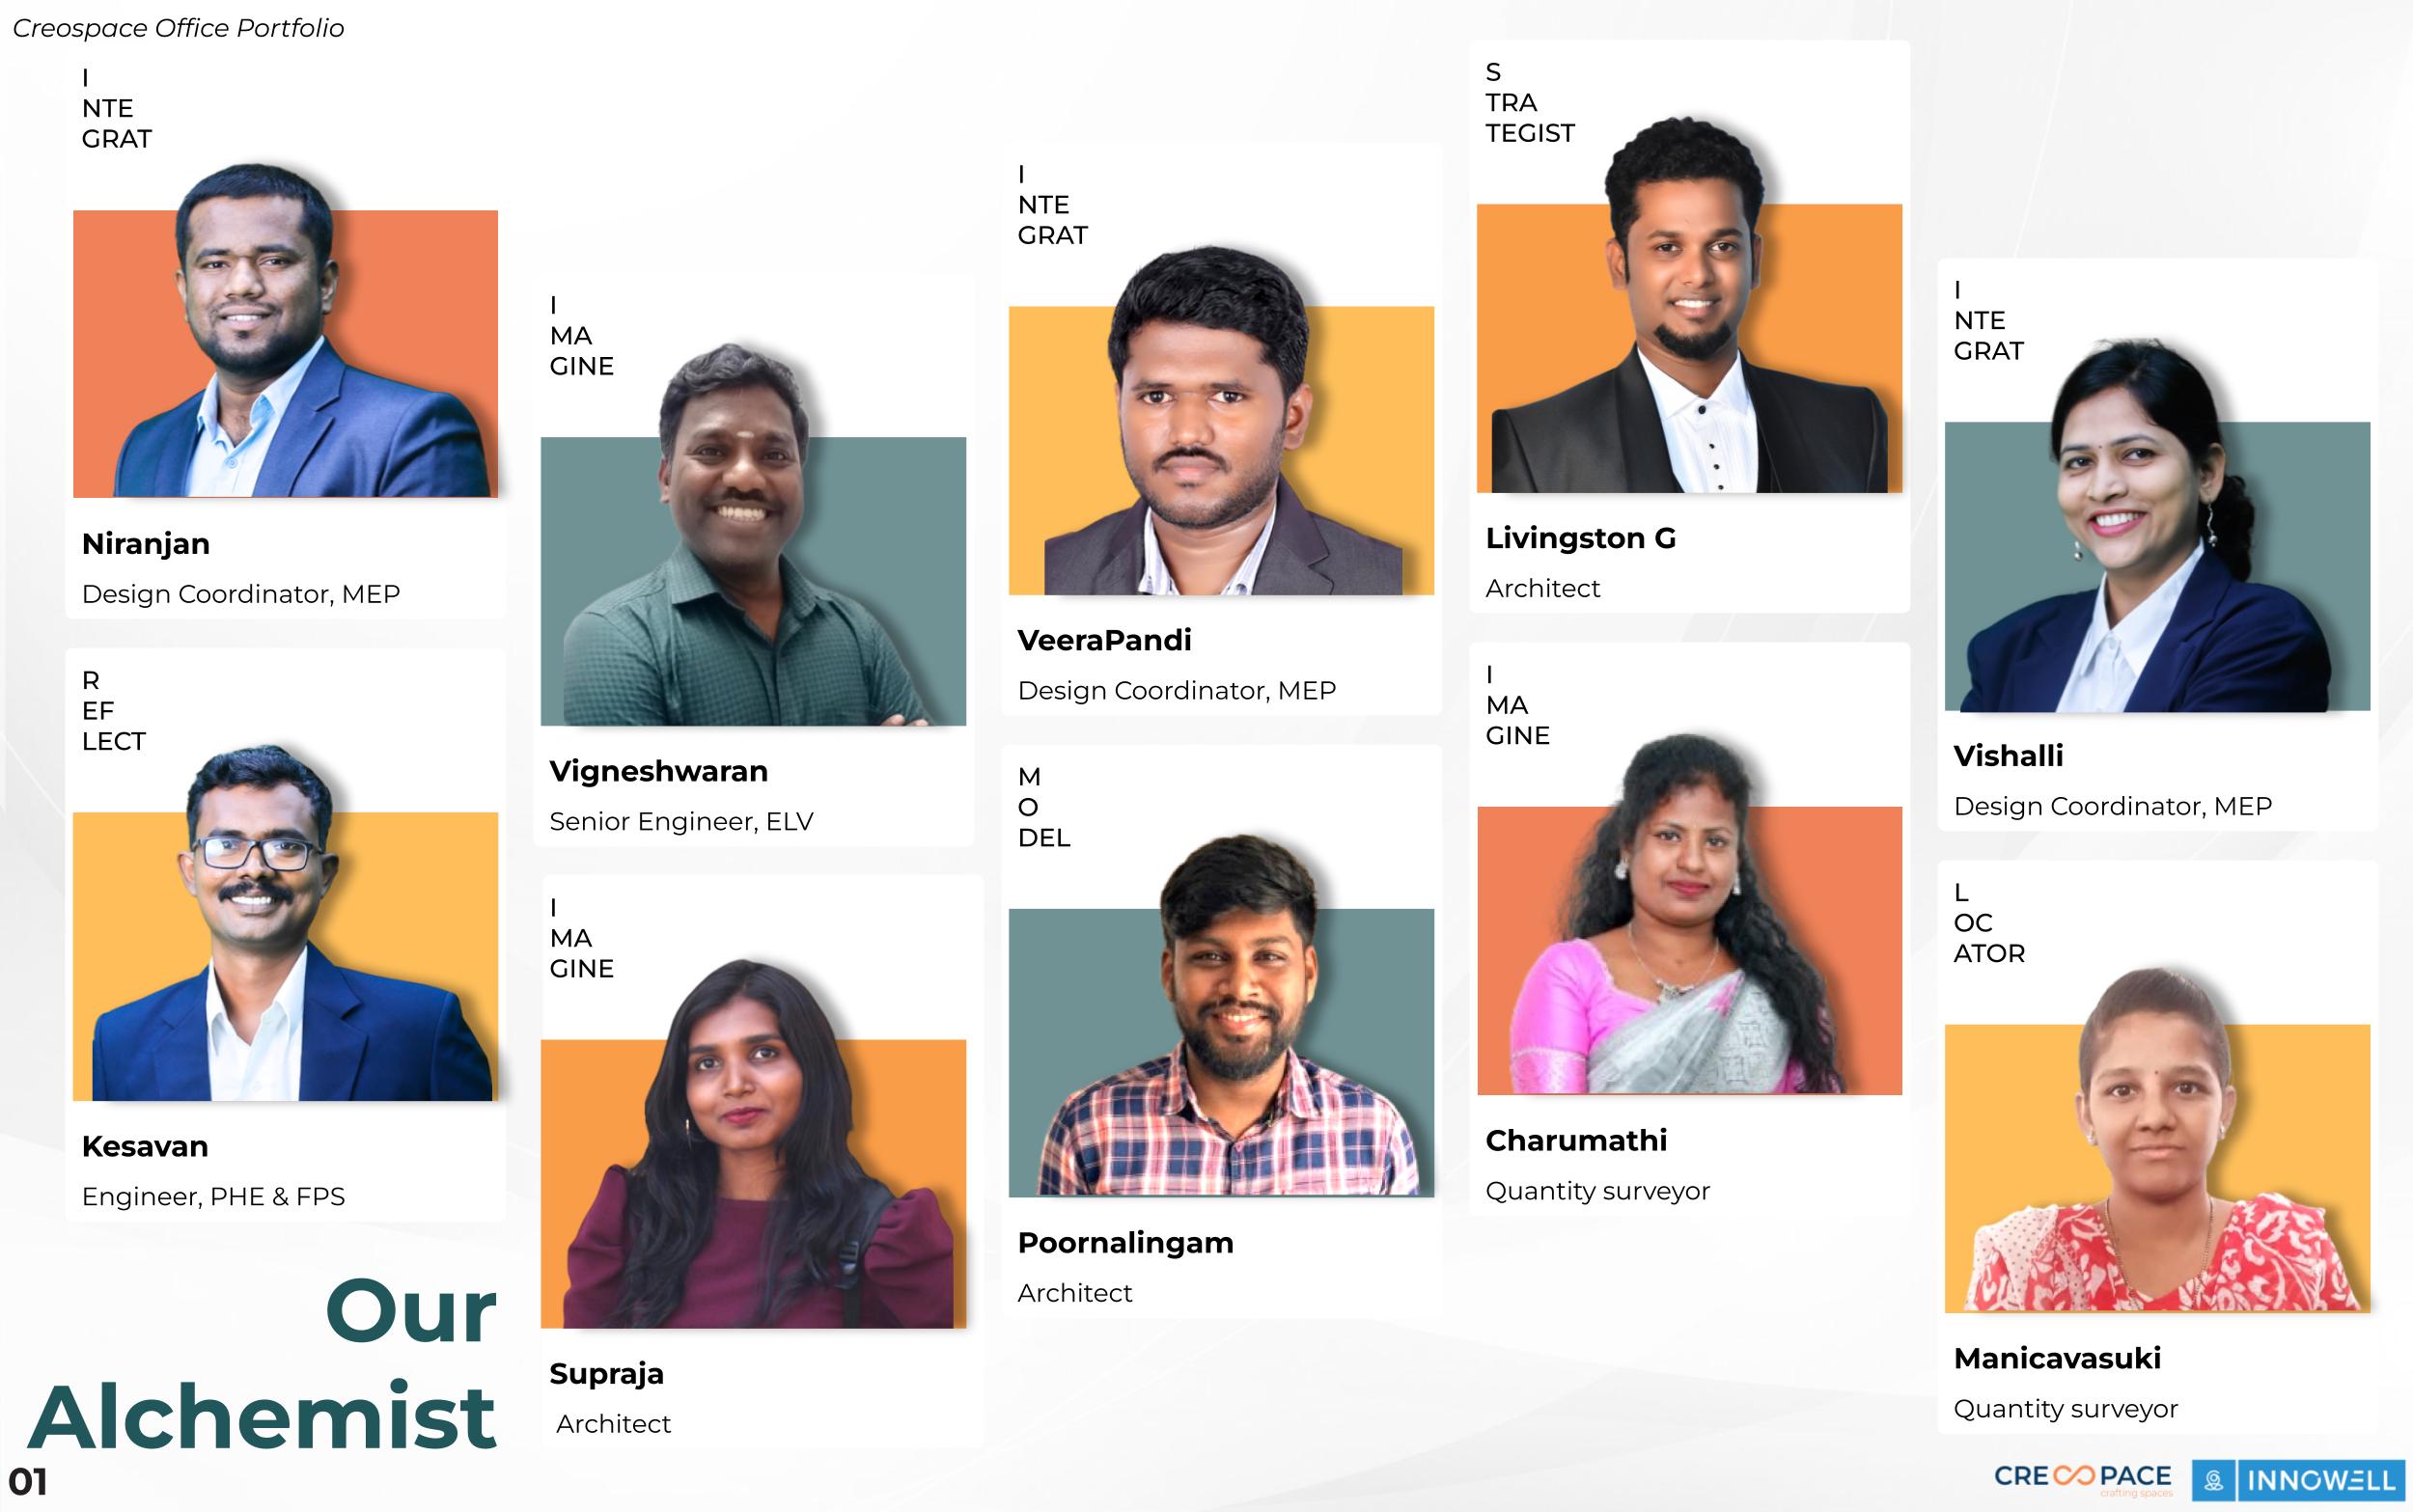 Creospace Office Portfolio
I
NTE
GRAT
Niranjan
Design Coordinator, MEP
R
EF
LECT
Kesavan
Engineer, PHE & FPS
I
MA
GINE
Vigneshwaran
Senior Engineer, ELV
I
MA
GINE
Supraja
Architect
I
NTE
GRAT
VeeraPandi
Design Coordinator, MEP
M
O
DEL
Poornalingam
Architect
S
TRA
TEGIST
Livingston G
Architect
I
MA
GINE
Charumathi
Quantity surveyor
I
NTE
GRAT
Vishalli
Design Coordinator, MEP
L
OC
ATOR
Manicavasuki
Quantity surveyor
Our
Alchemist
01
CREOSPACE
crafting spaces
INNOWELL